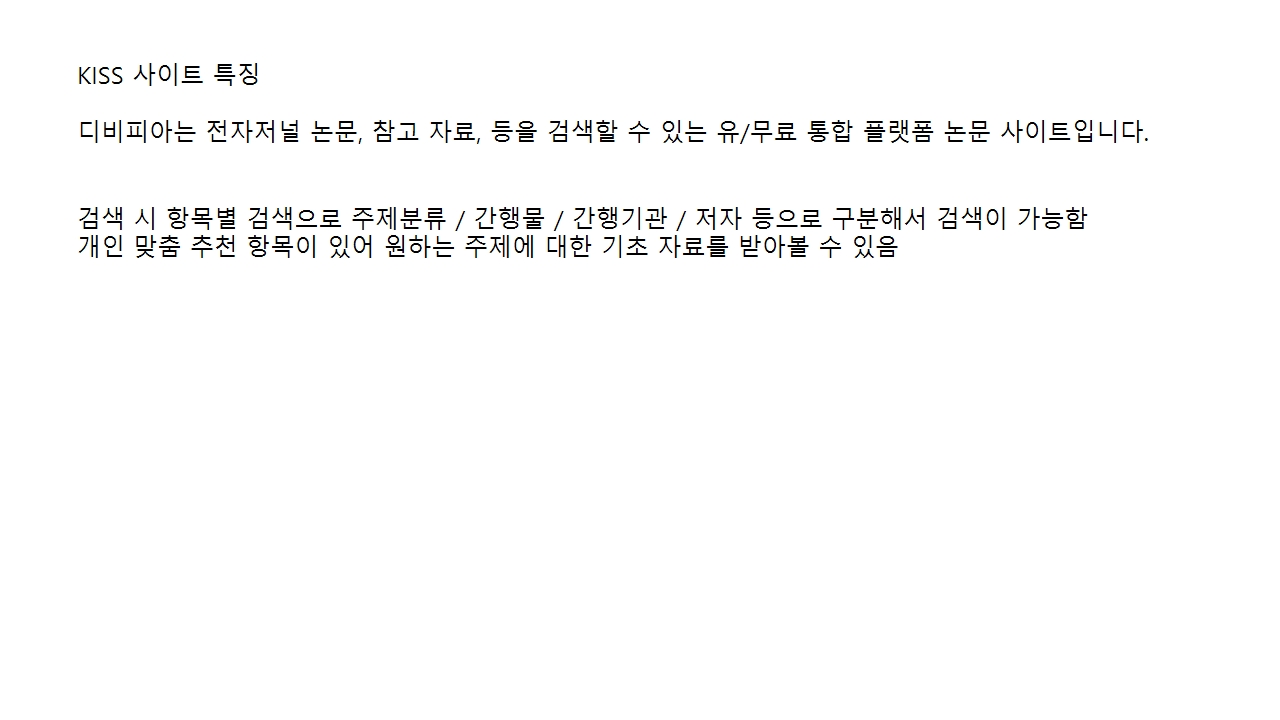 KISS 사이트 특징
디비피아는 전자저널 논문, 참고 자료, 등을 검색할 수 있는 유/무료 통합 플랫폼 논문 사이트입니다.
검색 시 항목별 검색으로 주제분류 / 간행물 / 간행기관 / 저자 등으로 구분해서 검색이 가능함
개인 맞춤 추천 항목이 있어 원하는 주제에 대한 기초 자료를 받아볼 수 있음